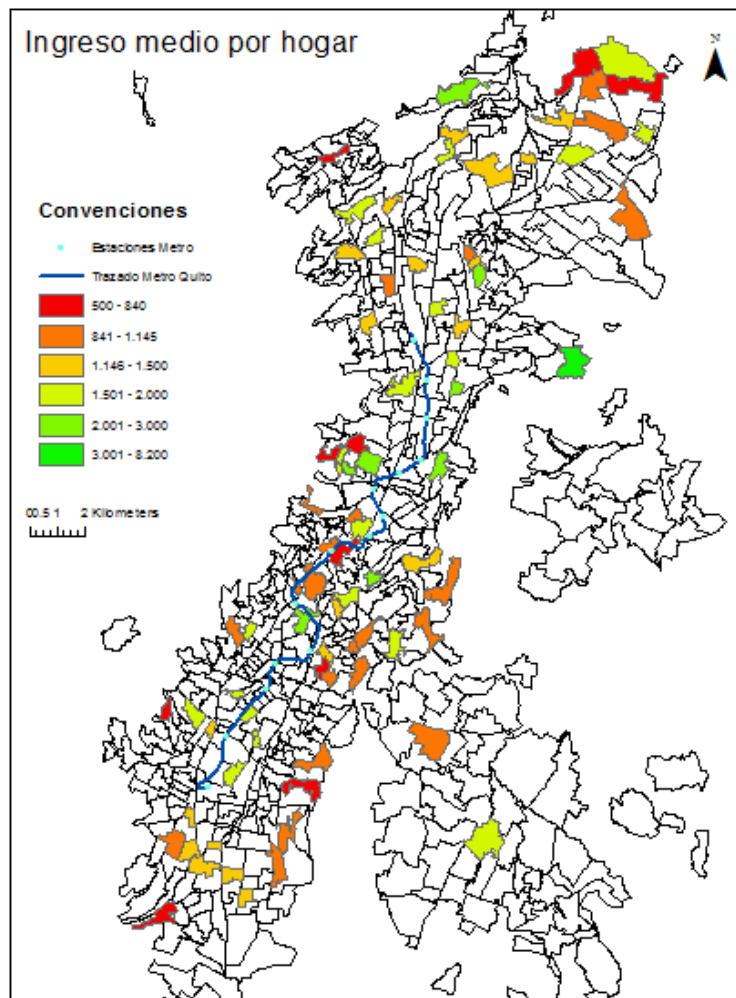 Ingreso medio por hogar
N
Convenciones
Estaciones Metro
Trazado Metro Quito
500 - 840
841 - 1.145
1.146 - 1.500
1.501 - 2.000
2.001 - 3.000
3.001 - 8.200
00.5 1 2 Kilometers